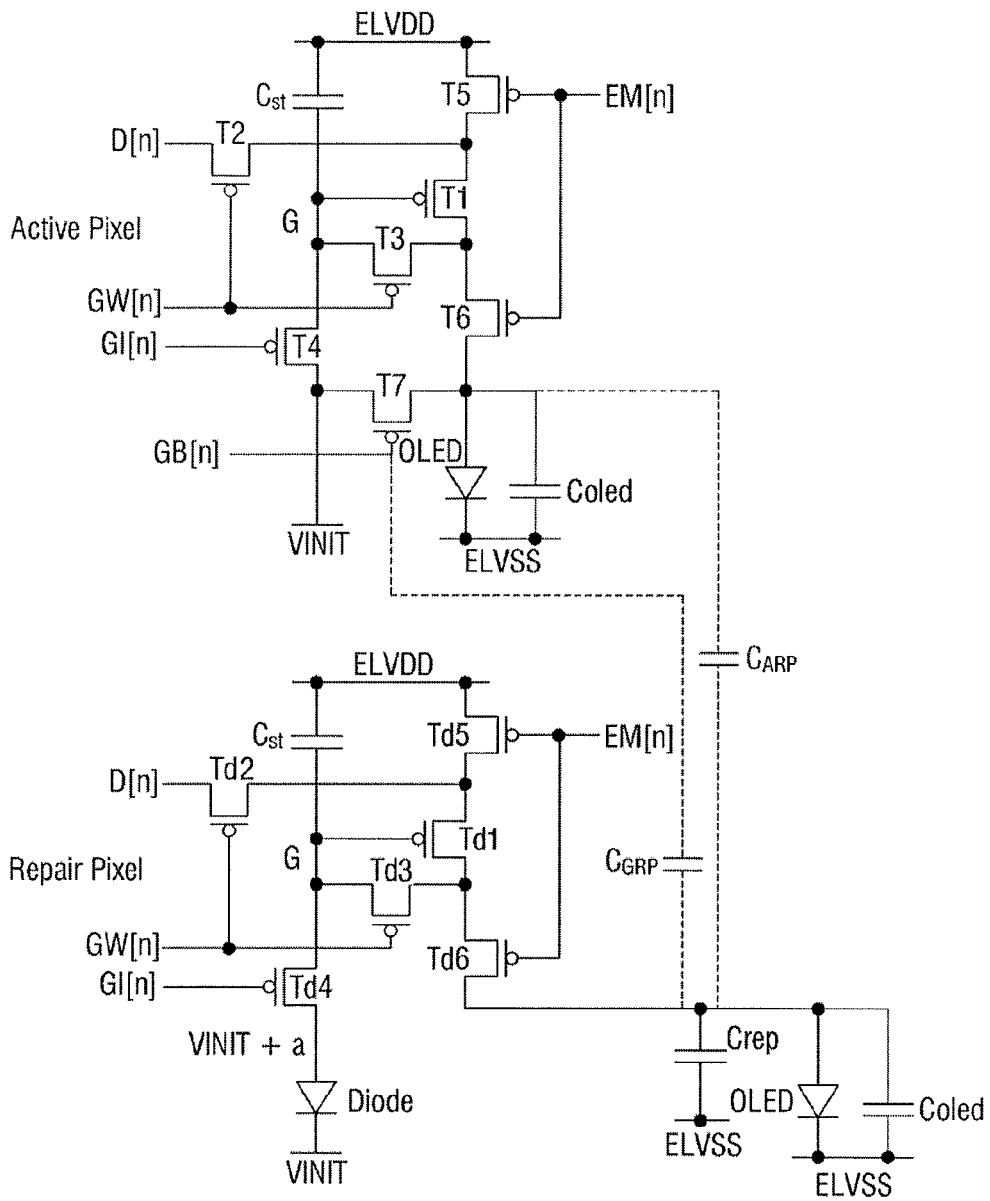 ELVDD
Cst
T5
EM[n]
D[n]
T2
T1
Active Pixel
G
T3
GW[n]
T6
GI[n]
T4
T7
GB[n]
OLED
Coled
VINIT
ELVSS
CARP
ELVDD
Cst
Td5
EM[n]
D[n]
Td2
Td1
CGRP
Repair Pixel
G
Td3
GW[n]
Td6
GI[n]
Td4
VINIT + a
Crep
Diode
OLED
Coled
VINIT
ELVSS
ELVSS